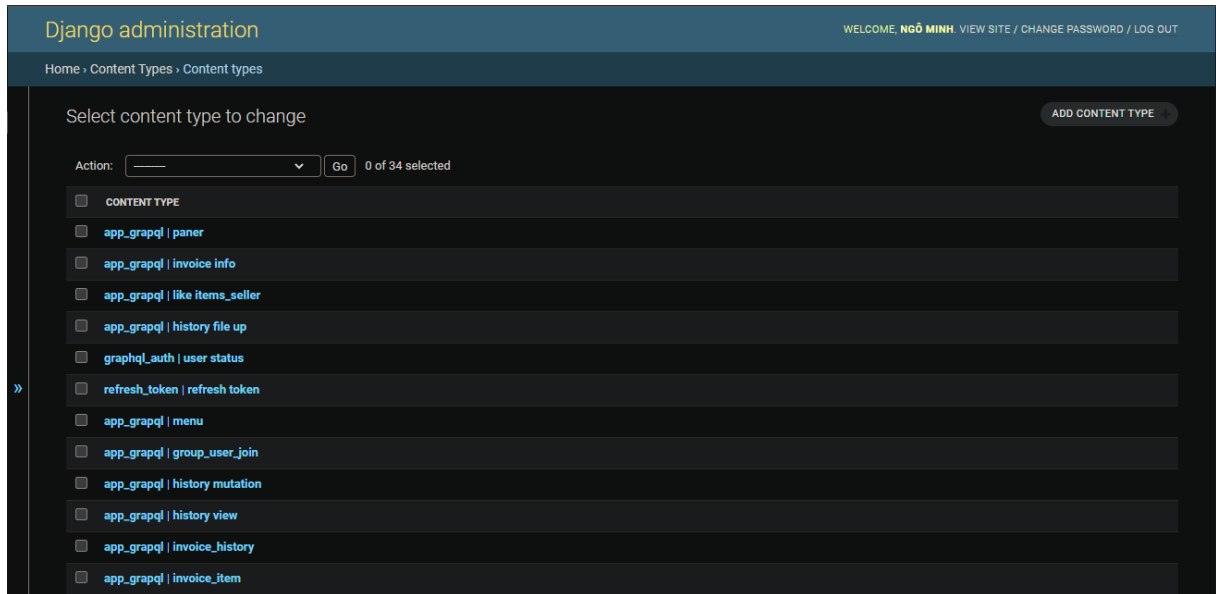 Django administration
WELCOME, NGÔ MINH. VIEW SITE / CHANGE PASSWORD / LOG OUT
Home › Content Types › Content types
Select content type to change
ADD CONTENT TYPE +
Action: --------- Go 0 of 34 selected
CONTENT TYPE
app_grapql | paner
app_grapql | invoice info
app_grapql | like items_seller
app_grapql | history file up
graphql_auth | user status
»
refresh_token | refresh token
app_grapql | menu
app_grapql | group_user_join
app_grapql | history mutation
app_grapql | history view
app_grapql | invoice_history
app_grapql | invoice_item